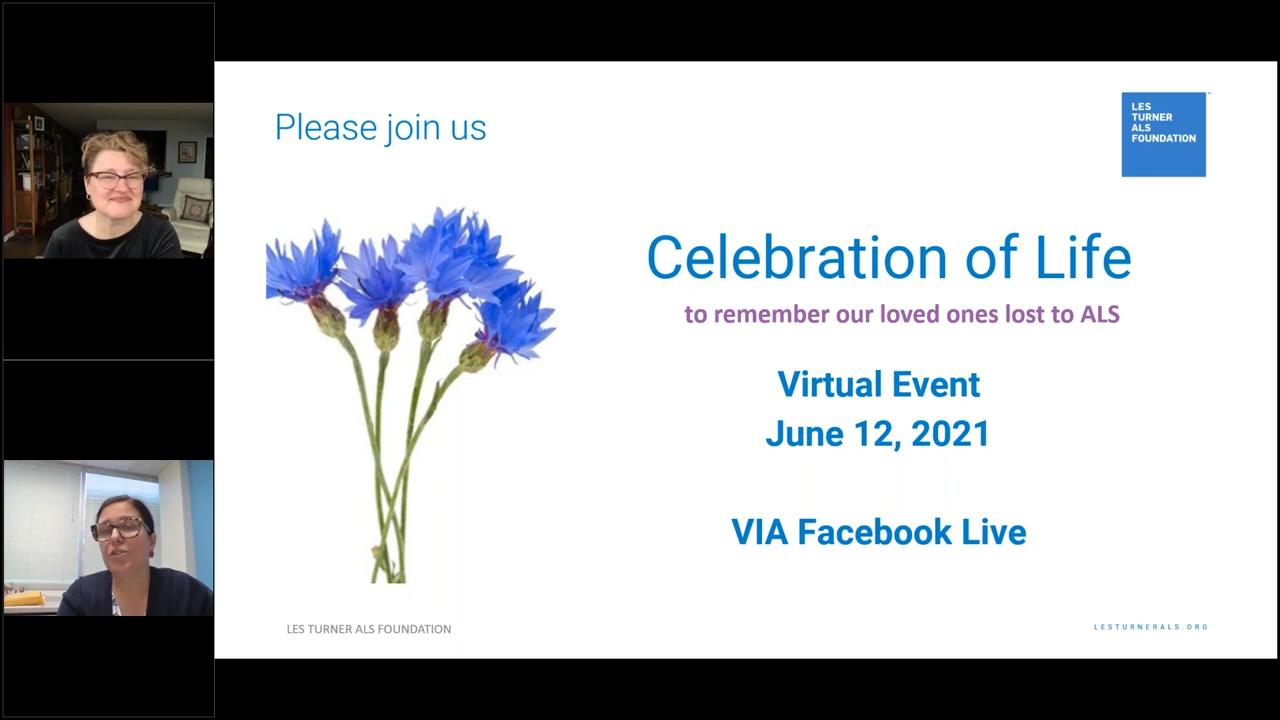 Please join us
LES
TURNER
ALS
FOUNDATION
Celebration of Life
to remember our loved ones lost to ALS
Virtual Event
June 12, 2021
VIA Facebook Live
LES TURNER ALS FOUNDATION
LESTURNERALS.ORG